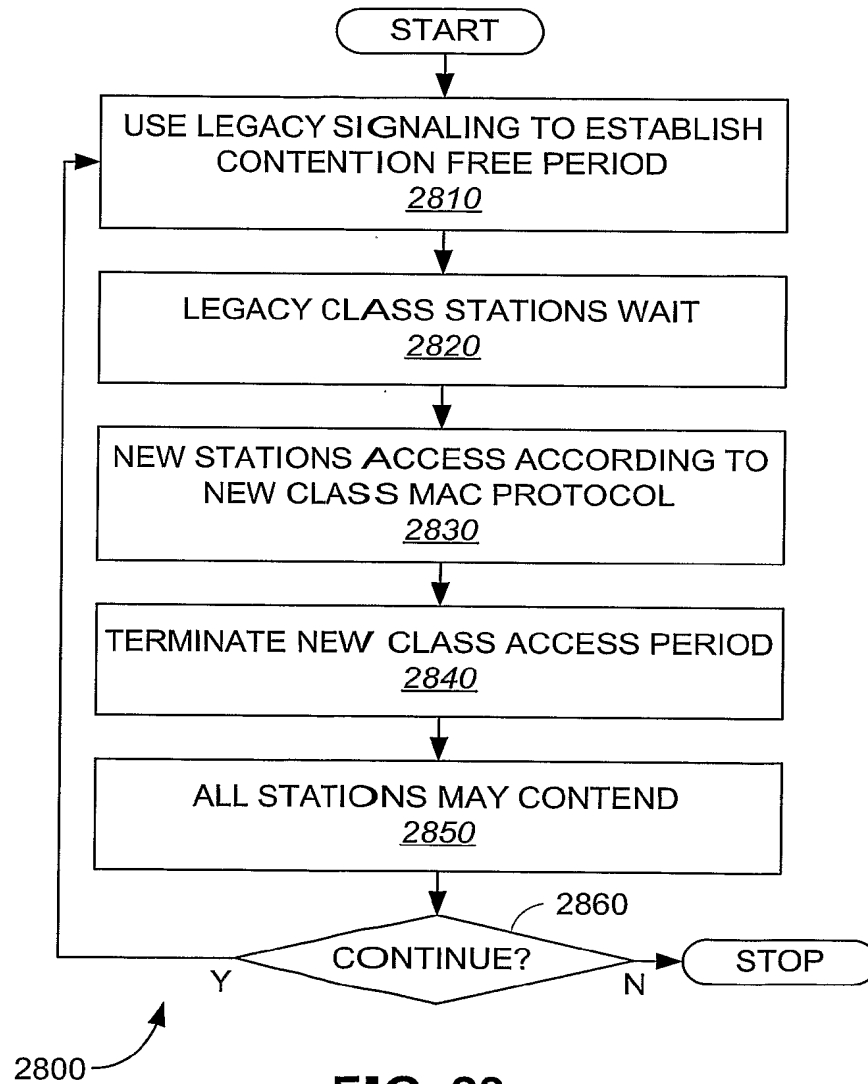 START
USE LEGACY SIGNALING TO ESTABLISH
CONTENTION FREE PERIOD
2810
LEGACY CLASS STATIONS WAIT
2820
NEW STATIONS ACCESS ACCORDING TO
NEW CLASS MAC PROTOCOL
2830
TERMINATE NEW CLASS ACCESS PERIOD
2840
ALL STATIONS MAY CONTEND
2850
2860
CONTINUE?
Y
N
STOP
2800